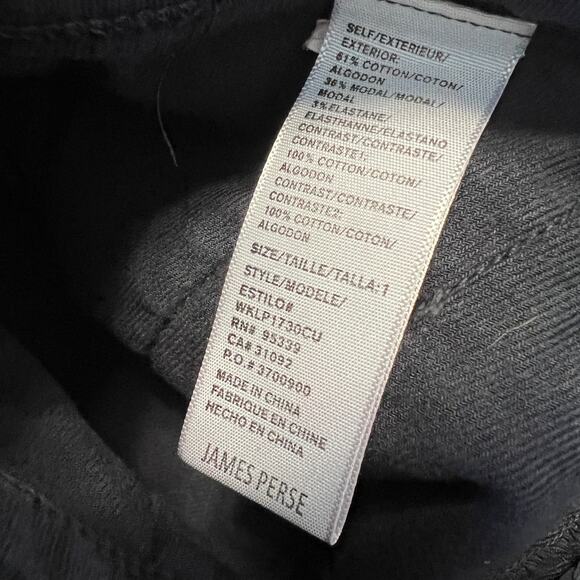 SELF/EXTERIEUR/
EXTERIOR:
61% COTTON/COTON/
ALGODON
36% MODAL/MODAL/
MODAL
3% ELASTANE/
ELASTHANNE/ELASTANO
CONTRAST/CONTRASTE/
CONTRASTE1:
100% COTTON/COTON/
ALGODON
CONTRAST/CONTRASTE/
CONTRASTE2:
100% COTTON/COTON/
ALGODON
SIZE/TAILLE/TALLA:1
STYLE/MODELE/
ESTILO#
WKLP1730CU
RN# 95339
CA# 31092
P.O.# 3700900
MADE IN CHINA
FABRIQUE EN CHINE
HECHO EN CHINA
JAMES PERSE